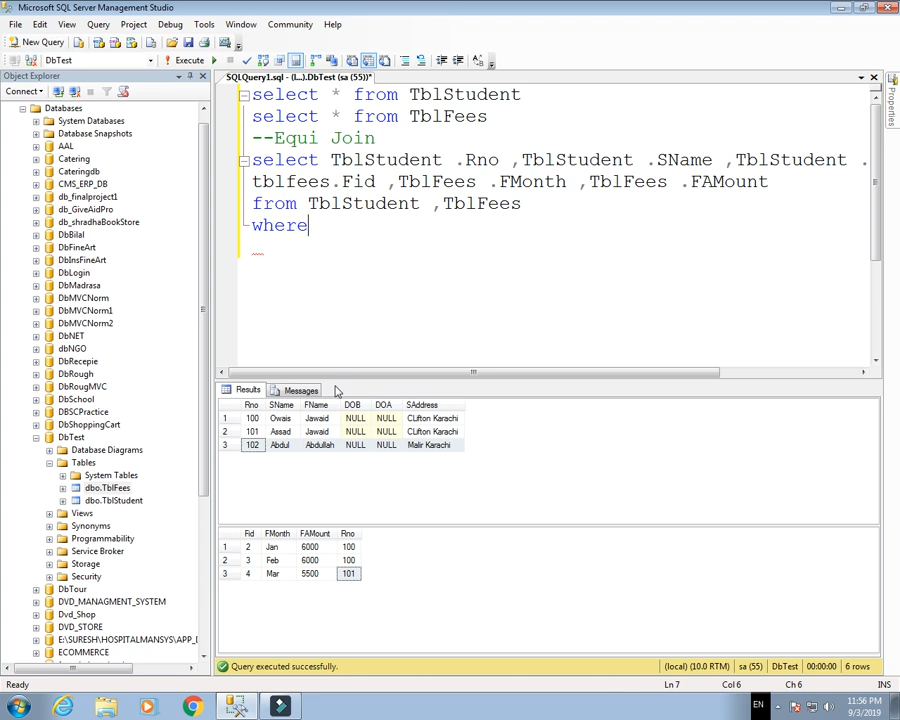 Microsoft SQL Server Management Studio
File Edit View Query Project Debug Tools Window Community Help
New Query
DbTest Execute
Object Explorer
SQLQuery1.sql - (l...).DbTest (sa (55))*
Connect
Databases
System Databases
Database Snapshots
AAL
Catering
Cateringdb
CMS_ERP_DB
db_finalproject1
db_GiveAidPro
db_shradhaBookStore
DbBilal
DbFineArt
DbInsFineArt
DbLogin
DbMadarsa
DbMVCNorm
DbMVCnorm1
DbMVCnorm2
DbNET
dbNGO
DbRecepie
DbRough
DbRougMVC
DbSchool
DBSCPractice
DbShoppingCart
DbTest
Database Diagrams
Tables
System Tables
dbo.TblFees
dbo.TblStudent
Views
Synonyms
Programmability
Service Broker
Storage
Security
DbTour
DVD_MANAGMENT_SYSTEM
Dvd_Shop
DVD_STORE
E:\SURESH\HOSPITALMANSYS\APP_D
ECOMMERCE
select * from TblStudent
select * from TblFees
--Equi Join
select TblStudent .Rno ,TblStudent .SName ,TblStudent .
tblfees.Fid ,TblFees .FMonth ,TblFees .FAMount
from TblStudent ,TblFees
where
Properties
Results Messages
Rno SName FName DOB DOA SAddress
1 100 Owais Jawaid NULL NULL CLifton Karachi
2 101 Assad Jawaid NULL NULL CLifton Karachi
3 102 Abdul Abdullah NULL NULL Malir Karachi
Fid FMonth FAMount Rno
1 2 Jan 6000 100
2 3 Feb 6000 100
3 4 Mar 5500 101
Query executed successfully. (local) (10.0 RTM) sa (55) DbTest 00:00:00 6 rows
Ready Ln 7 Col 6 Ch 6 INS
EN 11:56 PM
9/3/2019